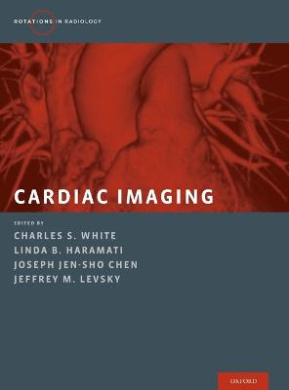 ROTATIONS IN RADIOLOGY
CARDIAC IMAGING
EDITED BY
CHARLES S. WHITE
LINDA B. HARAMATI
JOSEPH JEN-SHO CHEN
JEFFREY M. LEVSKY
OXFORD